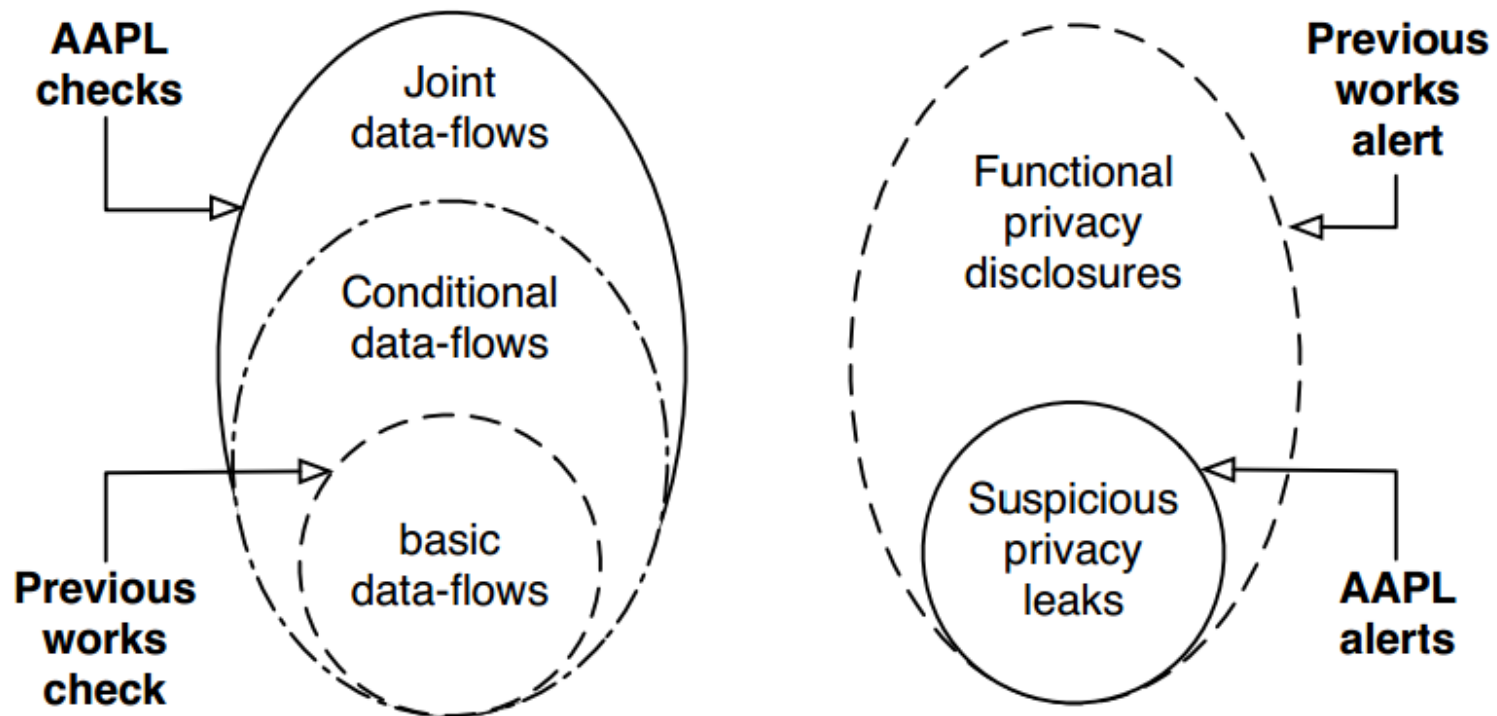 AAPL
checks
Joint
data-flows
Conditional
data-flows
basic
data-flows
Previous
works
check
Previous
works
alert
Functional
privacy
disclosures
Suspicious
privacy
leaks
AAPL
alerts